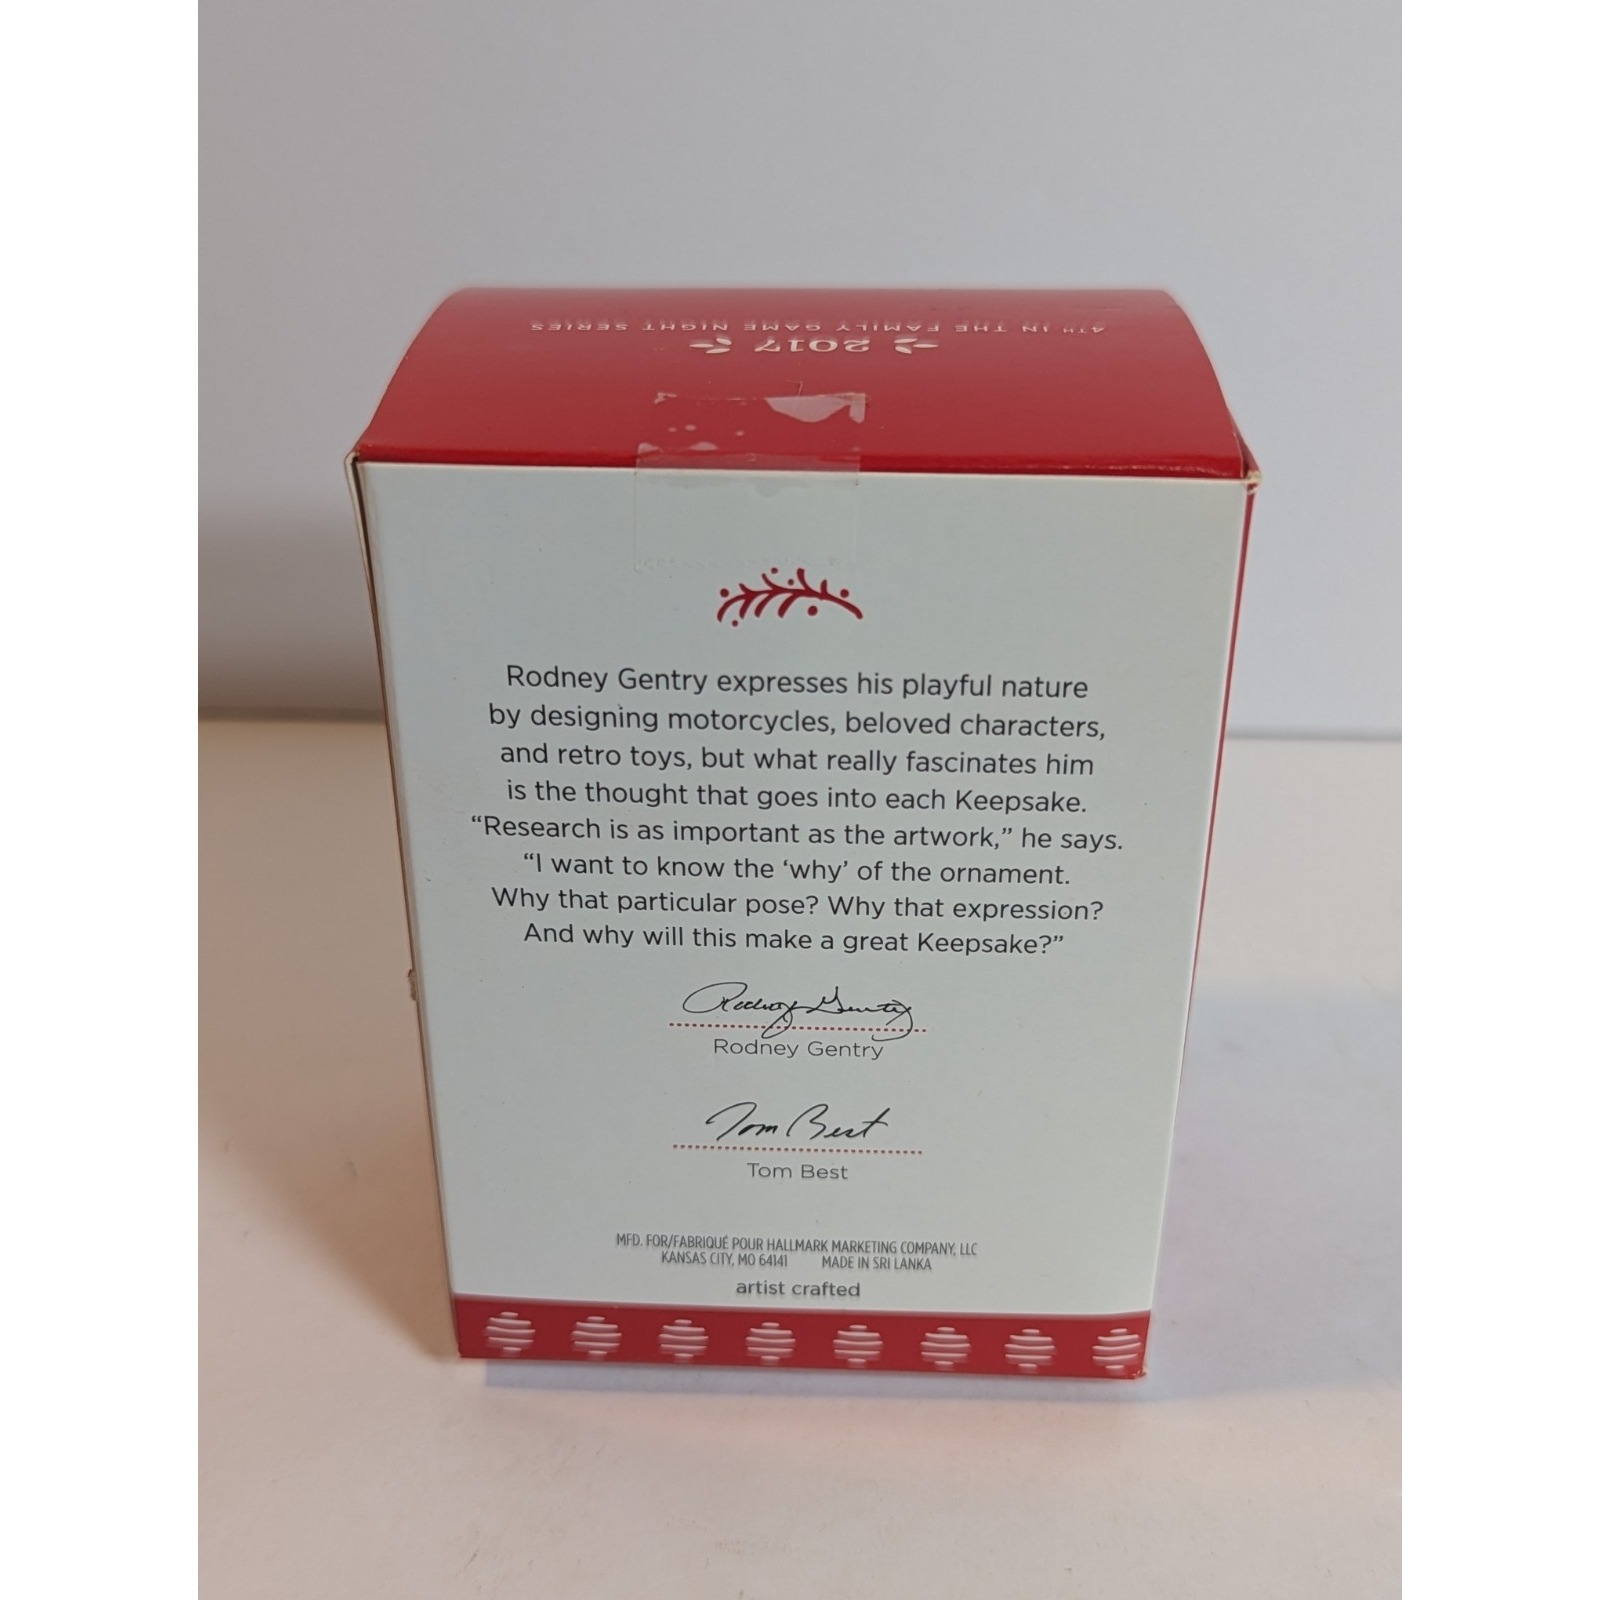 4TH IN THE FAMILY GAME NIGHT SERIES
2017
Rodney Gentry expresses his playful nature
by designing motorcycles, beloved characters,
and retro toys, but what really fascinates him
is the thought that goes into each Keepsake.
“Research is as important as the artwork,” he says.
“I want to know the ‘why’ of the ornament.
Why that particular pose? Why that expression?
And why will this make a great Keepsake?”
Rodney Gentry
Rodney Gentry
Tom Best
Tom Best
MFD. FOR/FABRIQUÉ POUR HALLMARK MARKETING COMPANY, LLC
KANSAS CITY, MO 64141 MADE IN SRI LANKA
artist crafted